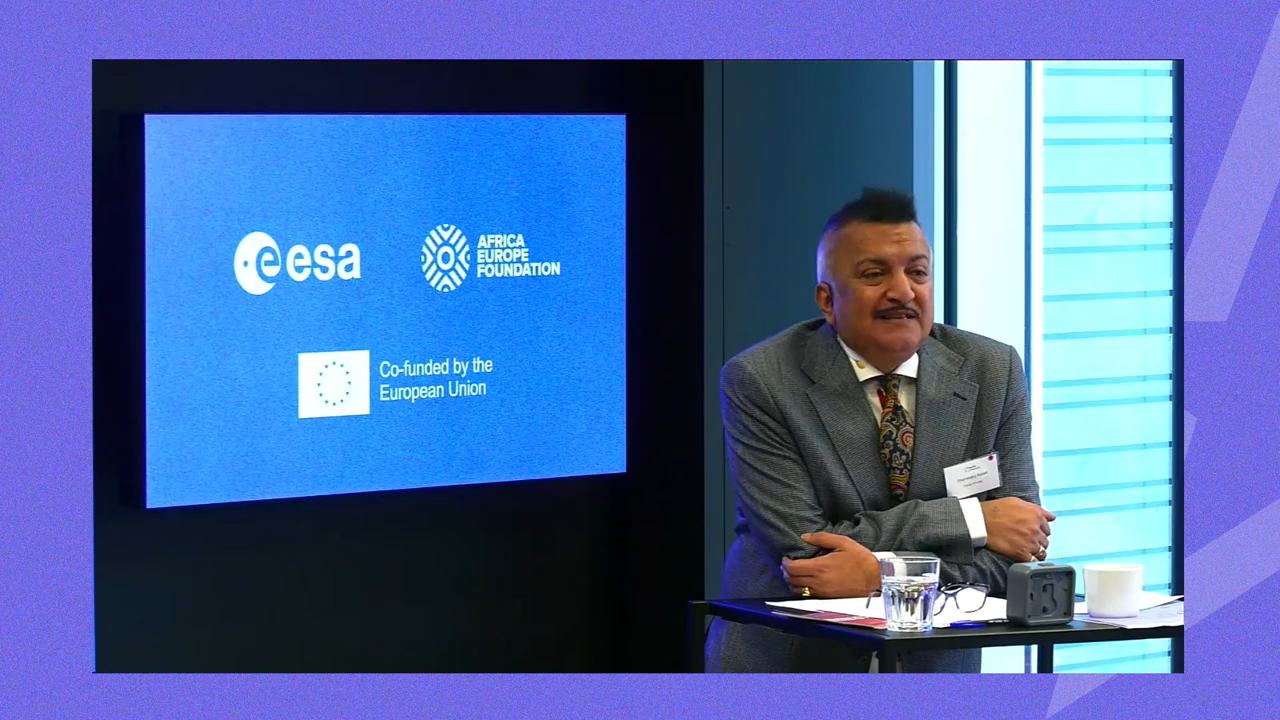 esa
AFRICA
EUROPE
FOUNDATION
Co-funded by the
European Union